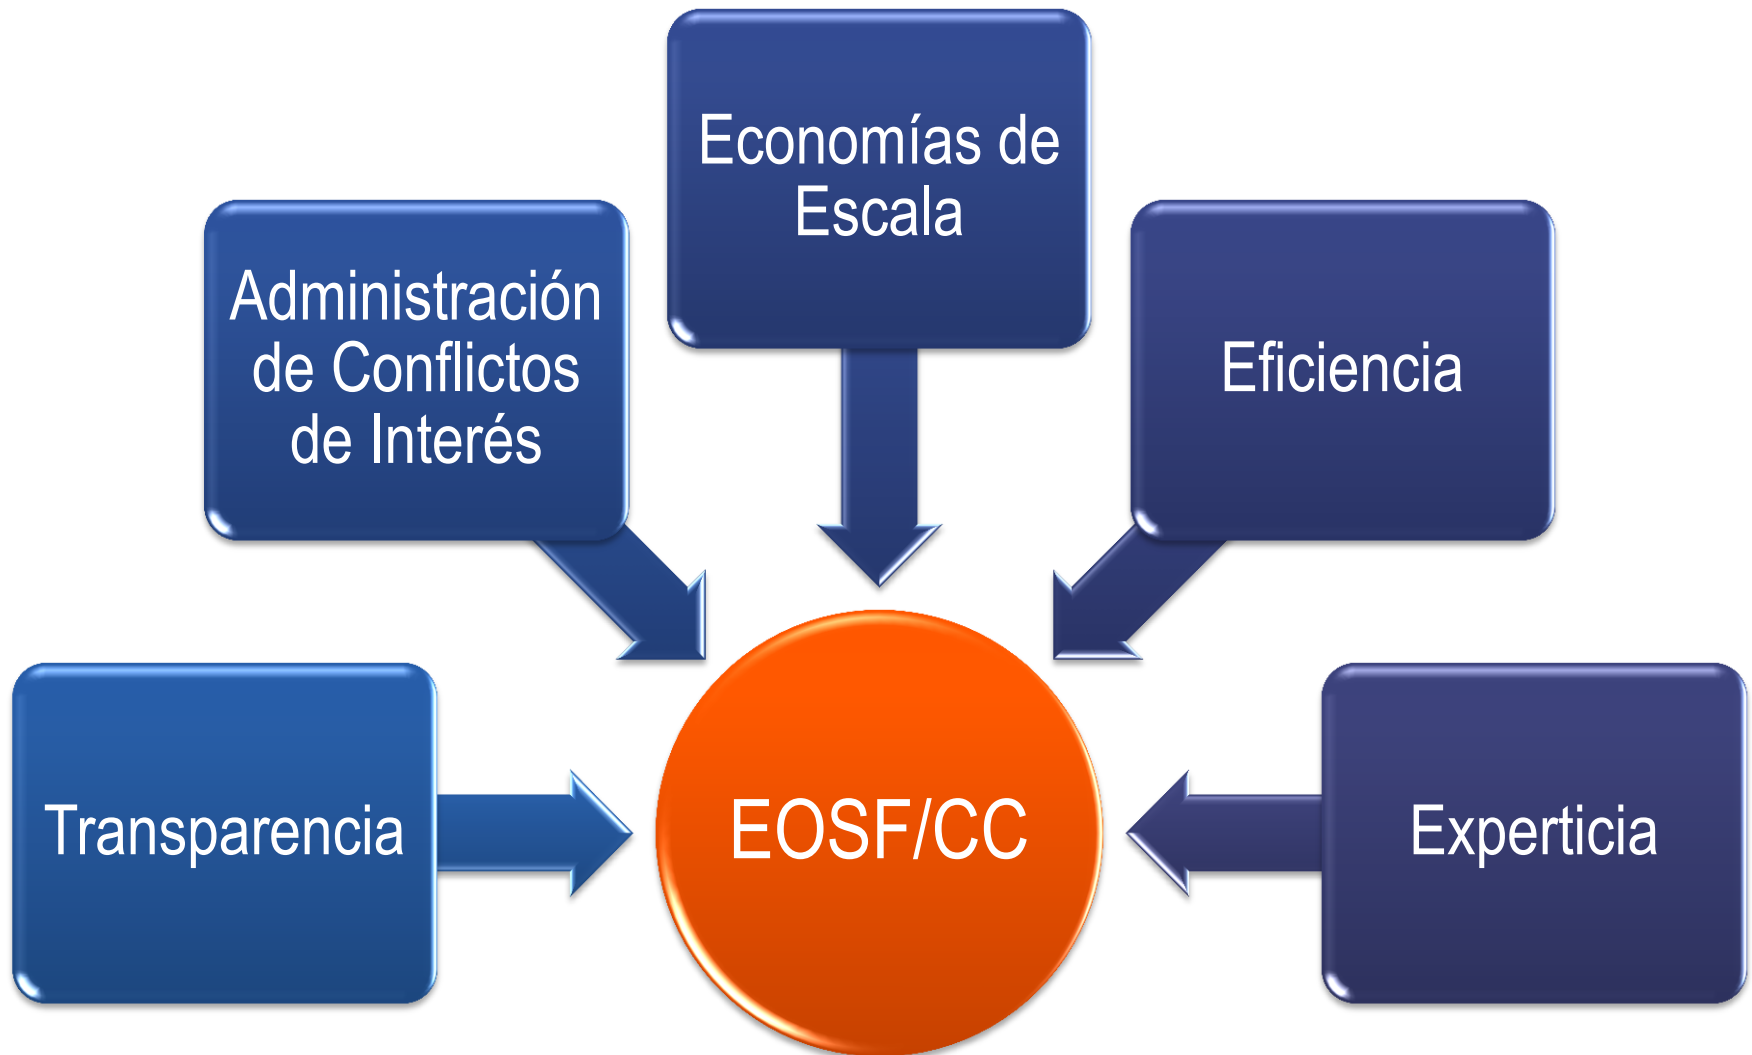 Economías de
Escala
Administración
de Conflictos
de Interés
Eficiencia
Transparencia
EOSF/CC
Experticia